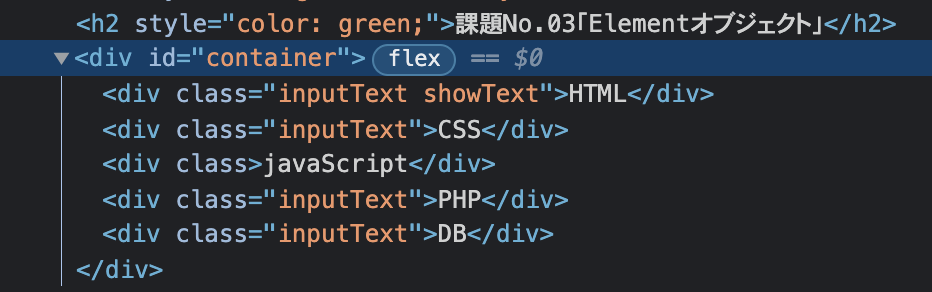 <h2 style="color: green;">課題No.03｢Elementオブジェクト｣</h2>
▼<div id="container"> flex == $0
<div class="inputText showText">HTML</div>
<div class="inputText">CSS</div>
<div class>javaScript</div>
<div class="inputText">PHP</div>
<div class="inputText">DB</div>
</div>